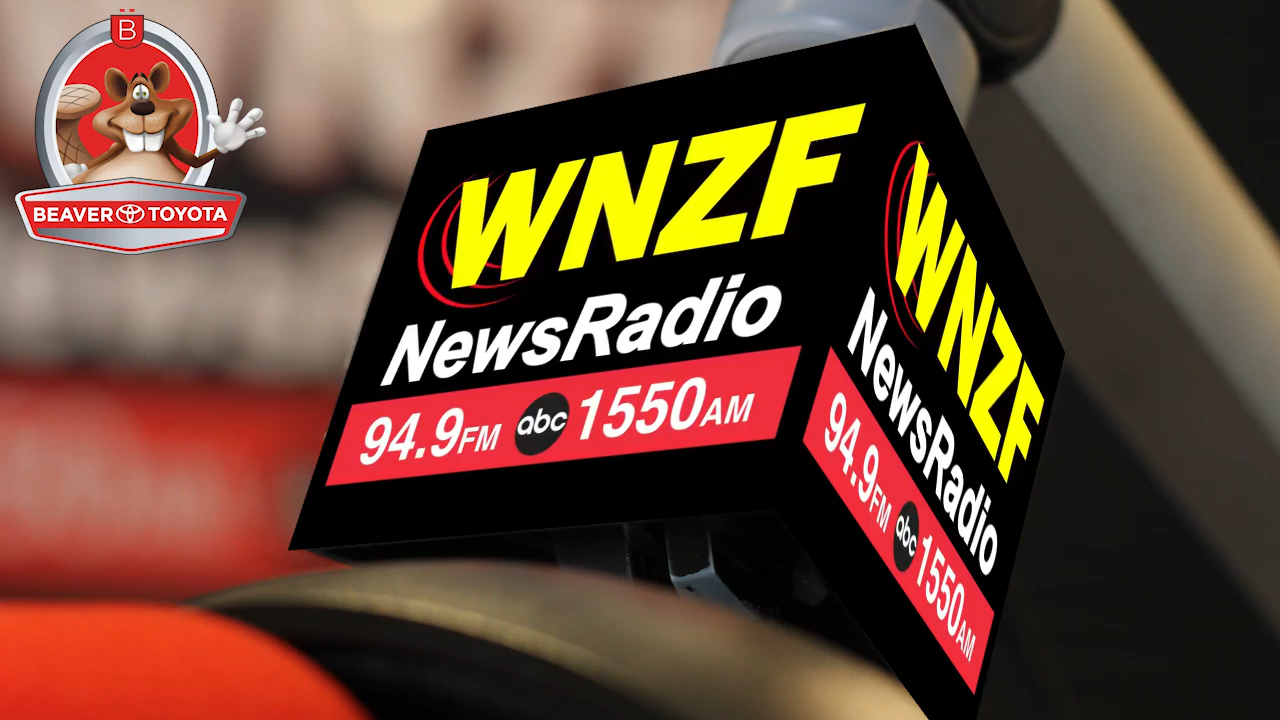 B
BEAVER TOYOTA
WNZF
NewsRadio
94.9FM abc 1550AM
WNZF
NewsRadio
94.9FM abc 1550AM